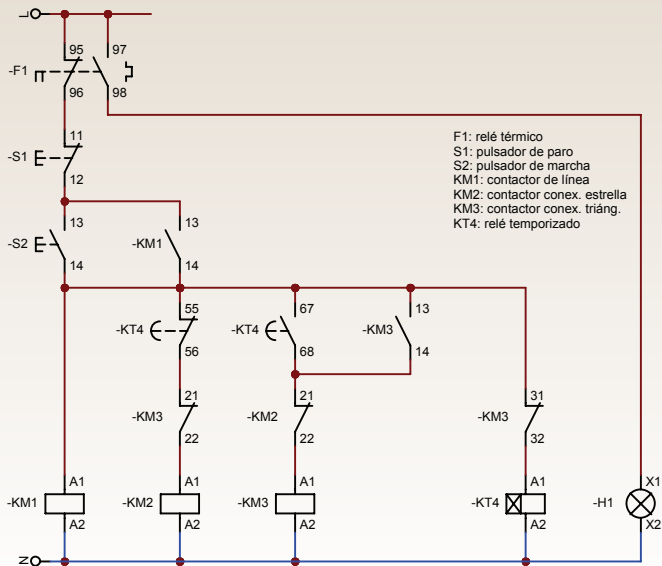 L
95
97
-F1
96
98
11
-S1
12
F1: relé térmico
S1: pulsador de paro
S2: pulsador de marcha
KM1: contactor de línea
KM2: contactor conex. estrella
KM3: contactor conex. triáng.
KT4: relé temporizado
13
13
-S2
-KM1
14
14
55
67
13
-KT4
-KT4
-KM3
56
68
14
21
21
31
-KM3
-KM2
-KM3
22
22
32
A1
A1
A1
A1
X1
-KM1
-KM2
-KM3
-KT4
-H1
A2
A2
A2
A2
X2
N